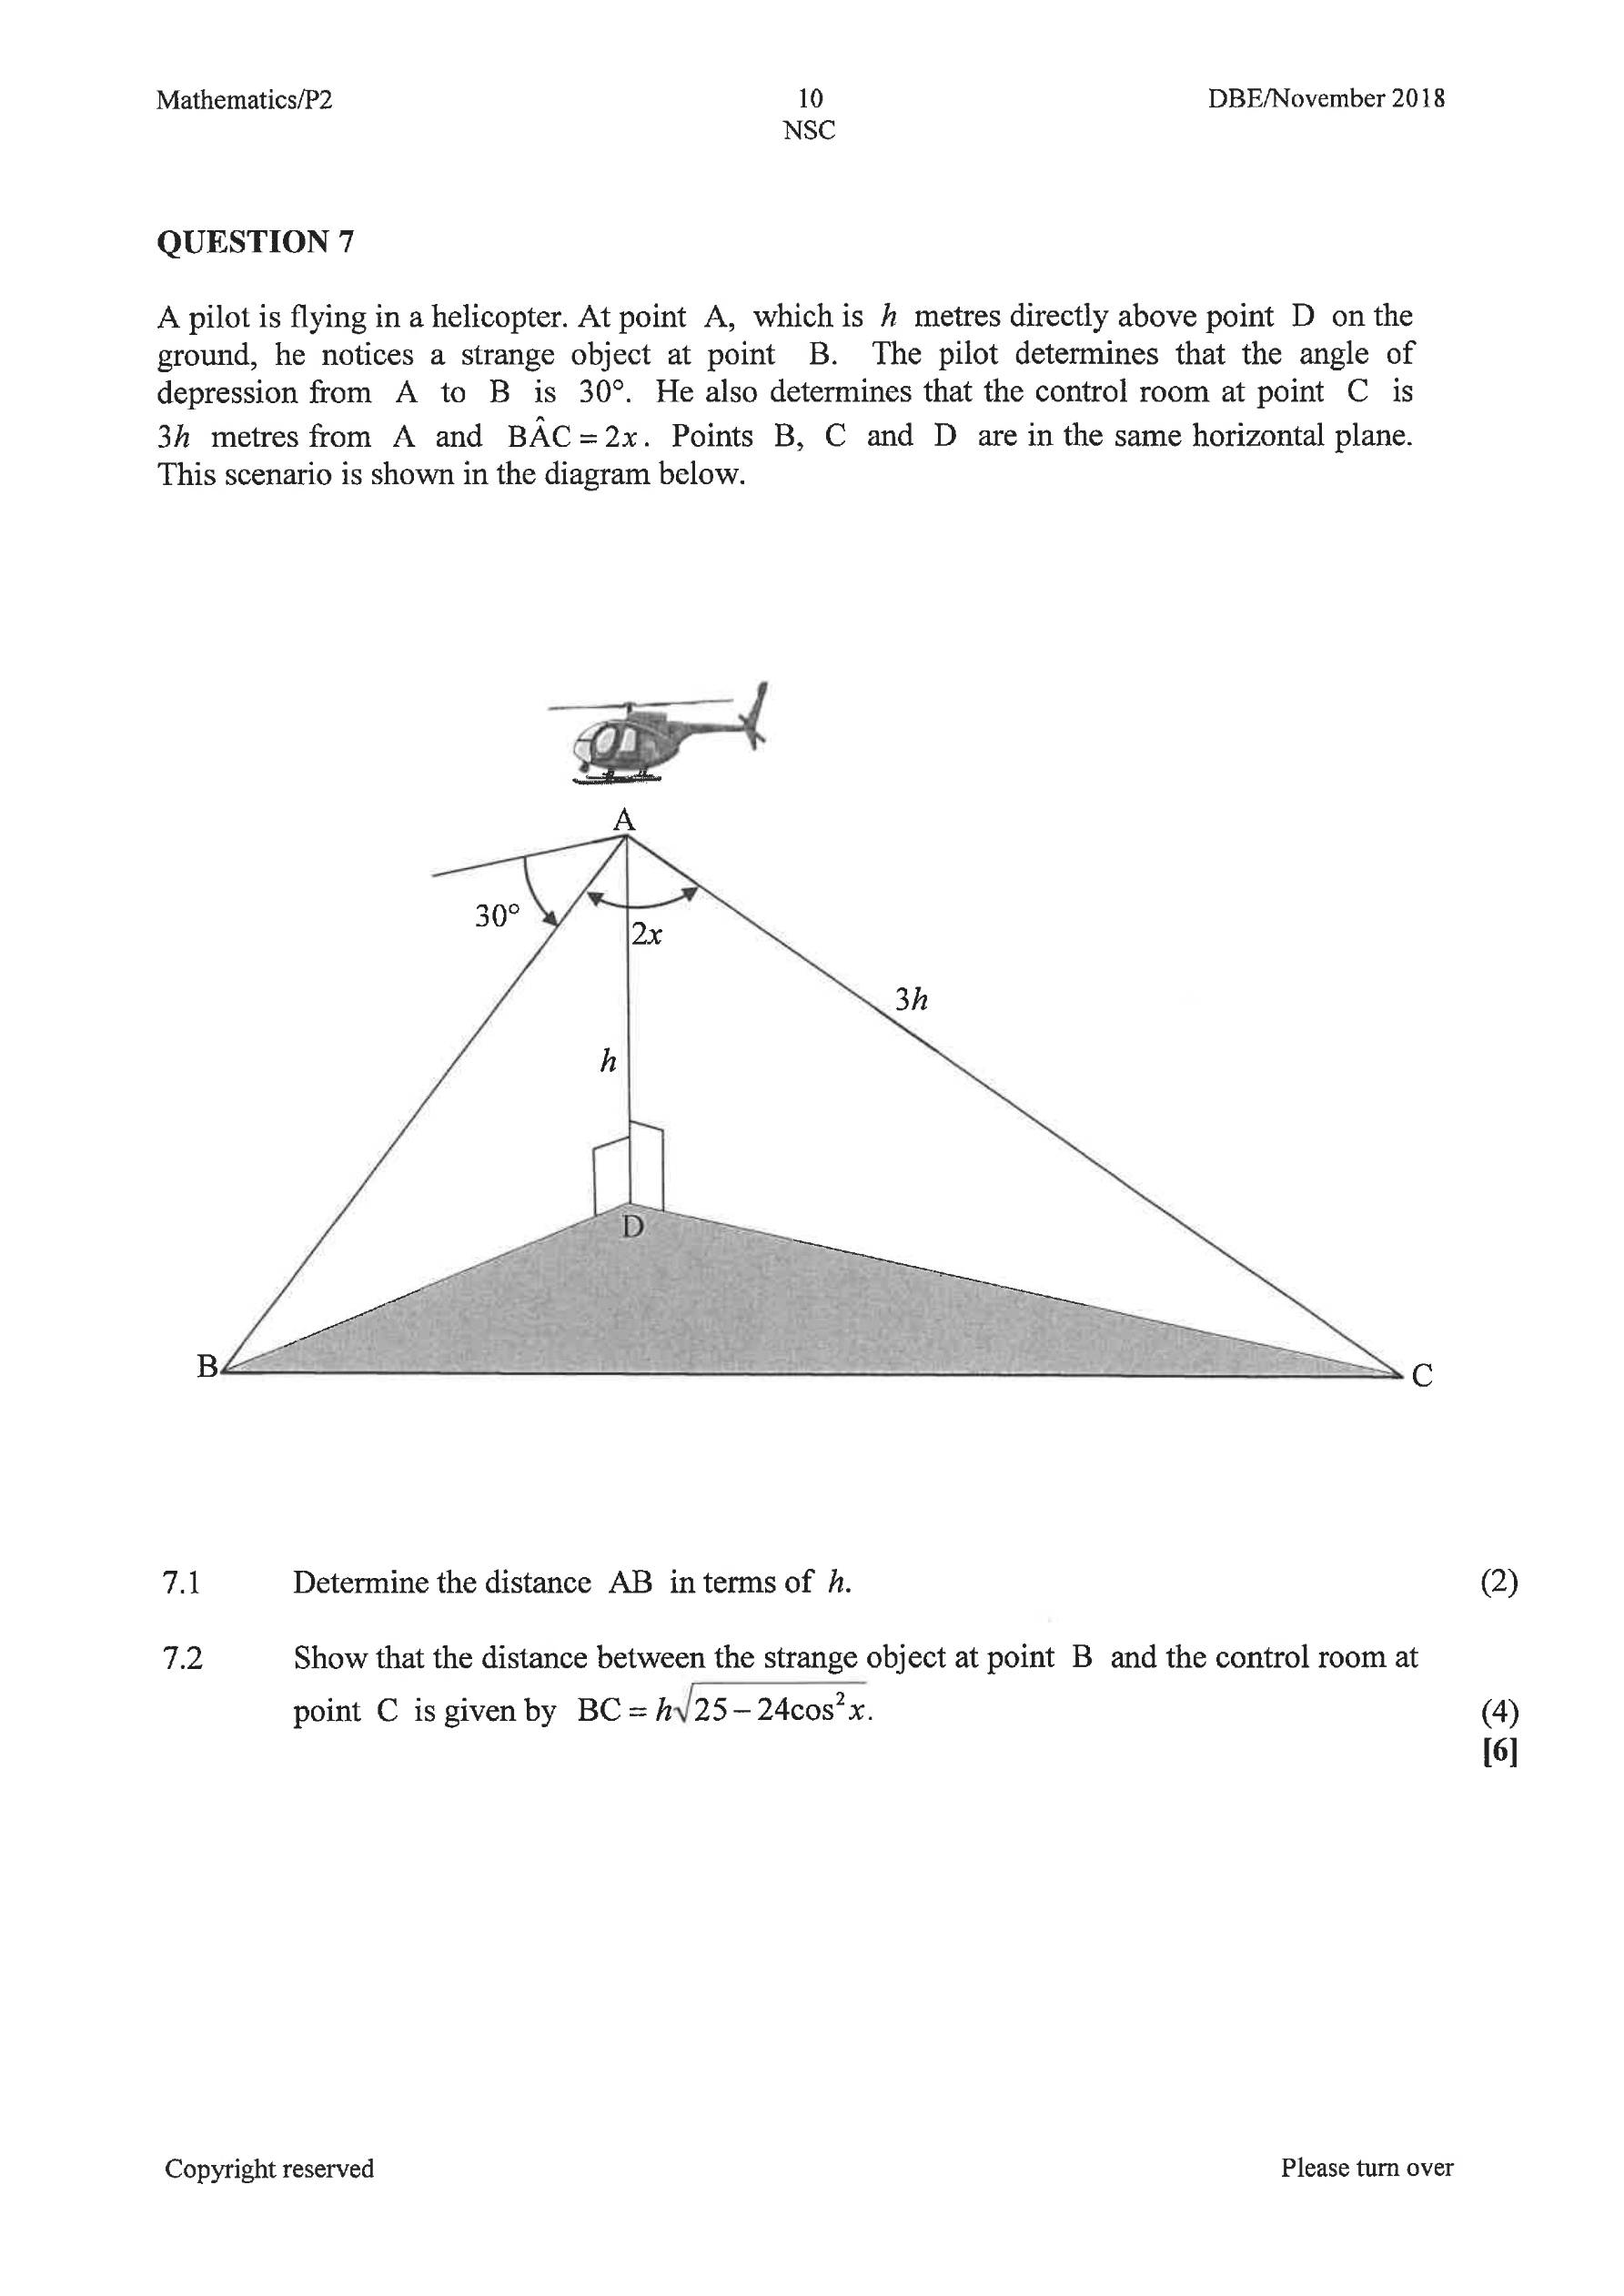 Mathematics/P2
10
DBE/November 2018
NSC
QUESTION 7
A pilot is flying in a helicopter. At point A, which is h metres directly above point D on the
ground, he notices a strange object at point B. The pilot determines that the angle of
depression from A to B is 30°. He also determines that the control room at point C is
3h metres from A and BÂC = 2x. Points B, C and D are in the same horizontal plane.
This scenario is shown in the diagram below.
A
30°
2x
3h
h
D
B
C
7.1 Determine the distance AB in terms of h. (2)
7.2 Show that the distance between the strange object at point B and the control room at
point C is given by BC = h√(25 − 24cos²x). (4)
[6]
Copyright reserved
Please turn over